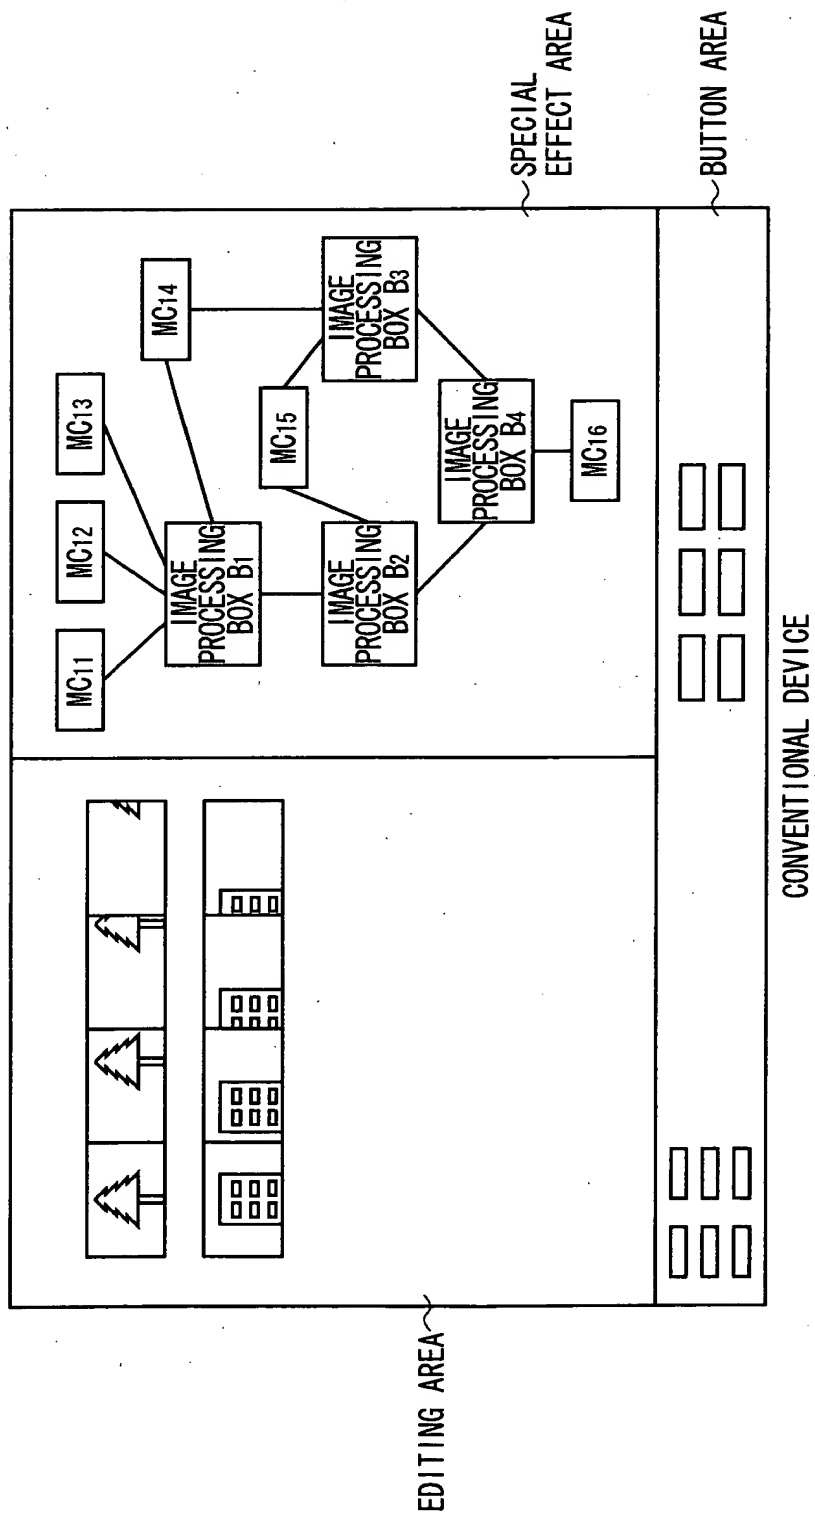 MC11
MC12
MC13
MC14
IMAGE
PROCESSING
BOX B1
MC15
IMAGE
PROCESSING
BOX B2
IMAGE
PROCESSING
BOX B3
IMAGE
PROCESSING
BOX B4
MC16
SPECIAL
EFFECT AREA
EDITING AREA
BUTTON AREA
CONVENTIONAL DEVICE